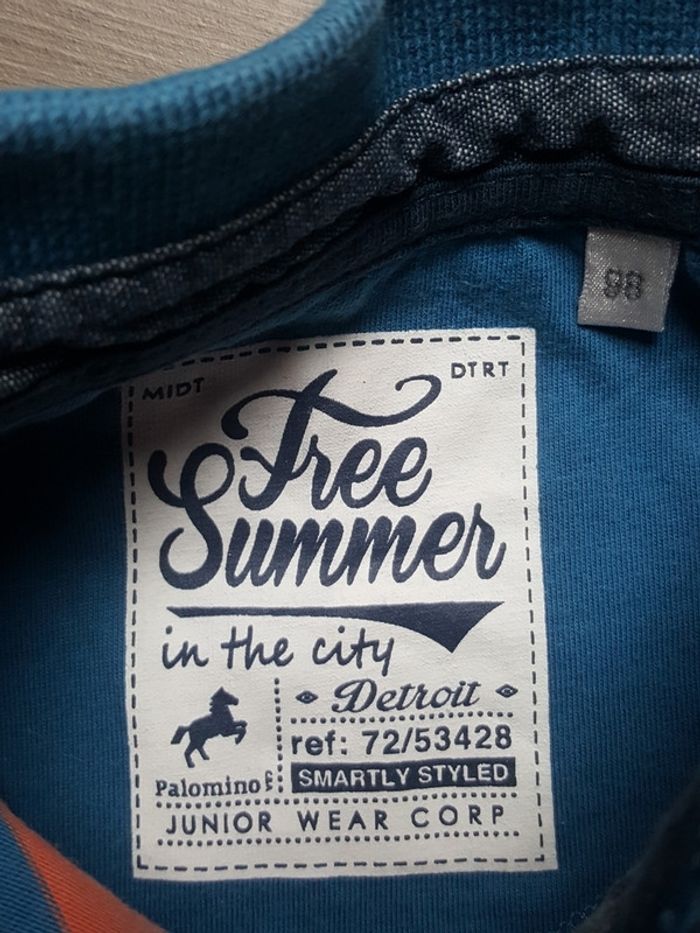 98
MIDT
DTRT
Free
Summer
in the city
Detroit
ref: 72/53428
SMARTLY STYLED
Palomino
JUNIOR WEAR CORP